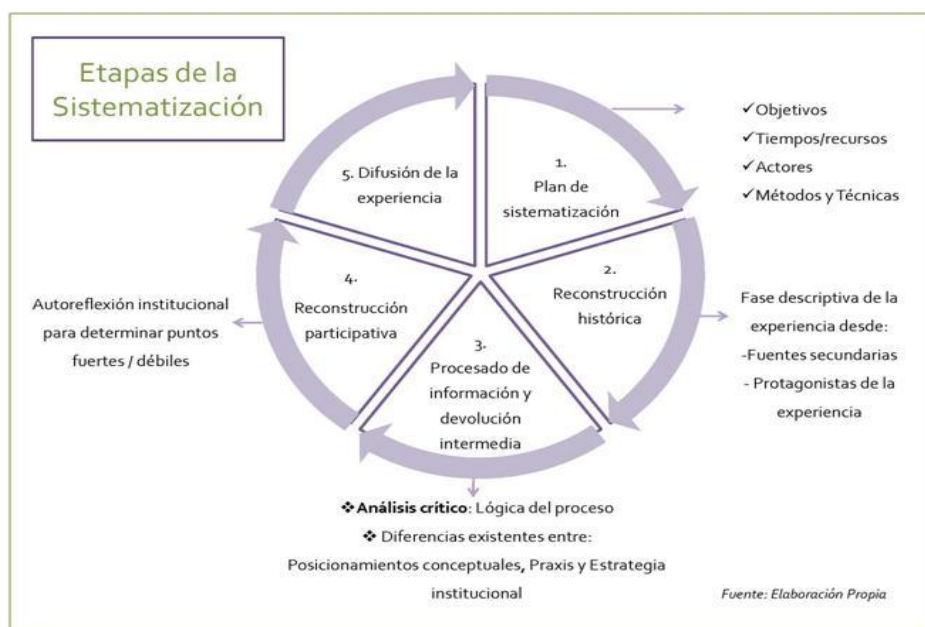 Etapas de la
Sistematización
1.
Plan de
sistematización
✓Objetivos
✓Tiempos/recursos
✓Actores
✓Métodos y Técnicas
2.
Reconstrucción
histórica
Fase descriptiva de la
experiencia desde:
-Fuentes secundarias
- Protagonistas de la
experiencia
3.
Procesado de
información y
devolución
intermedia
❖Análisis crítico: Lógica del proceso
❖ Diferencias existentes entre:
Posicionamientos conceptuales, Praxis y Estrategia
institucional
4.
Reconstrucción
participativa
Autoreflexión institucional
para determinar puntos
fuertes / débiles
5. Difusión de la
experiencia
Fuente: Elaboración Propia